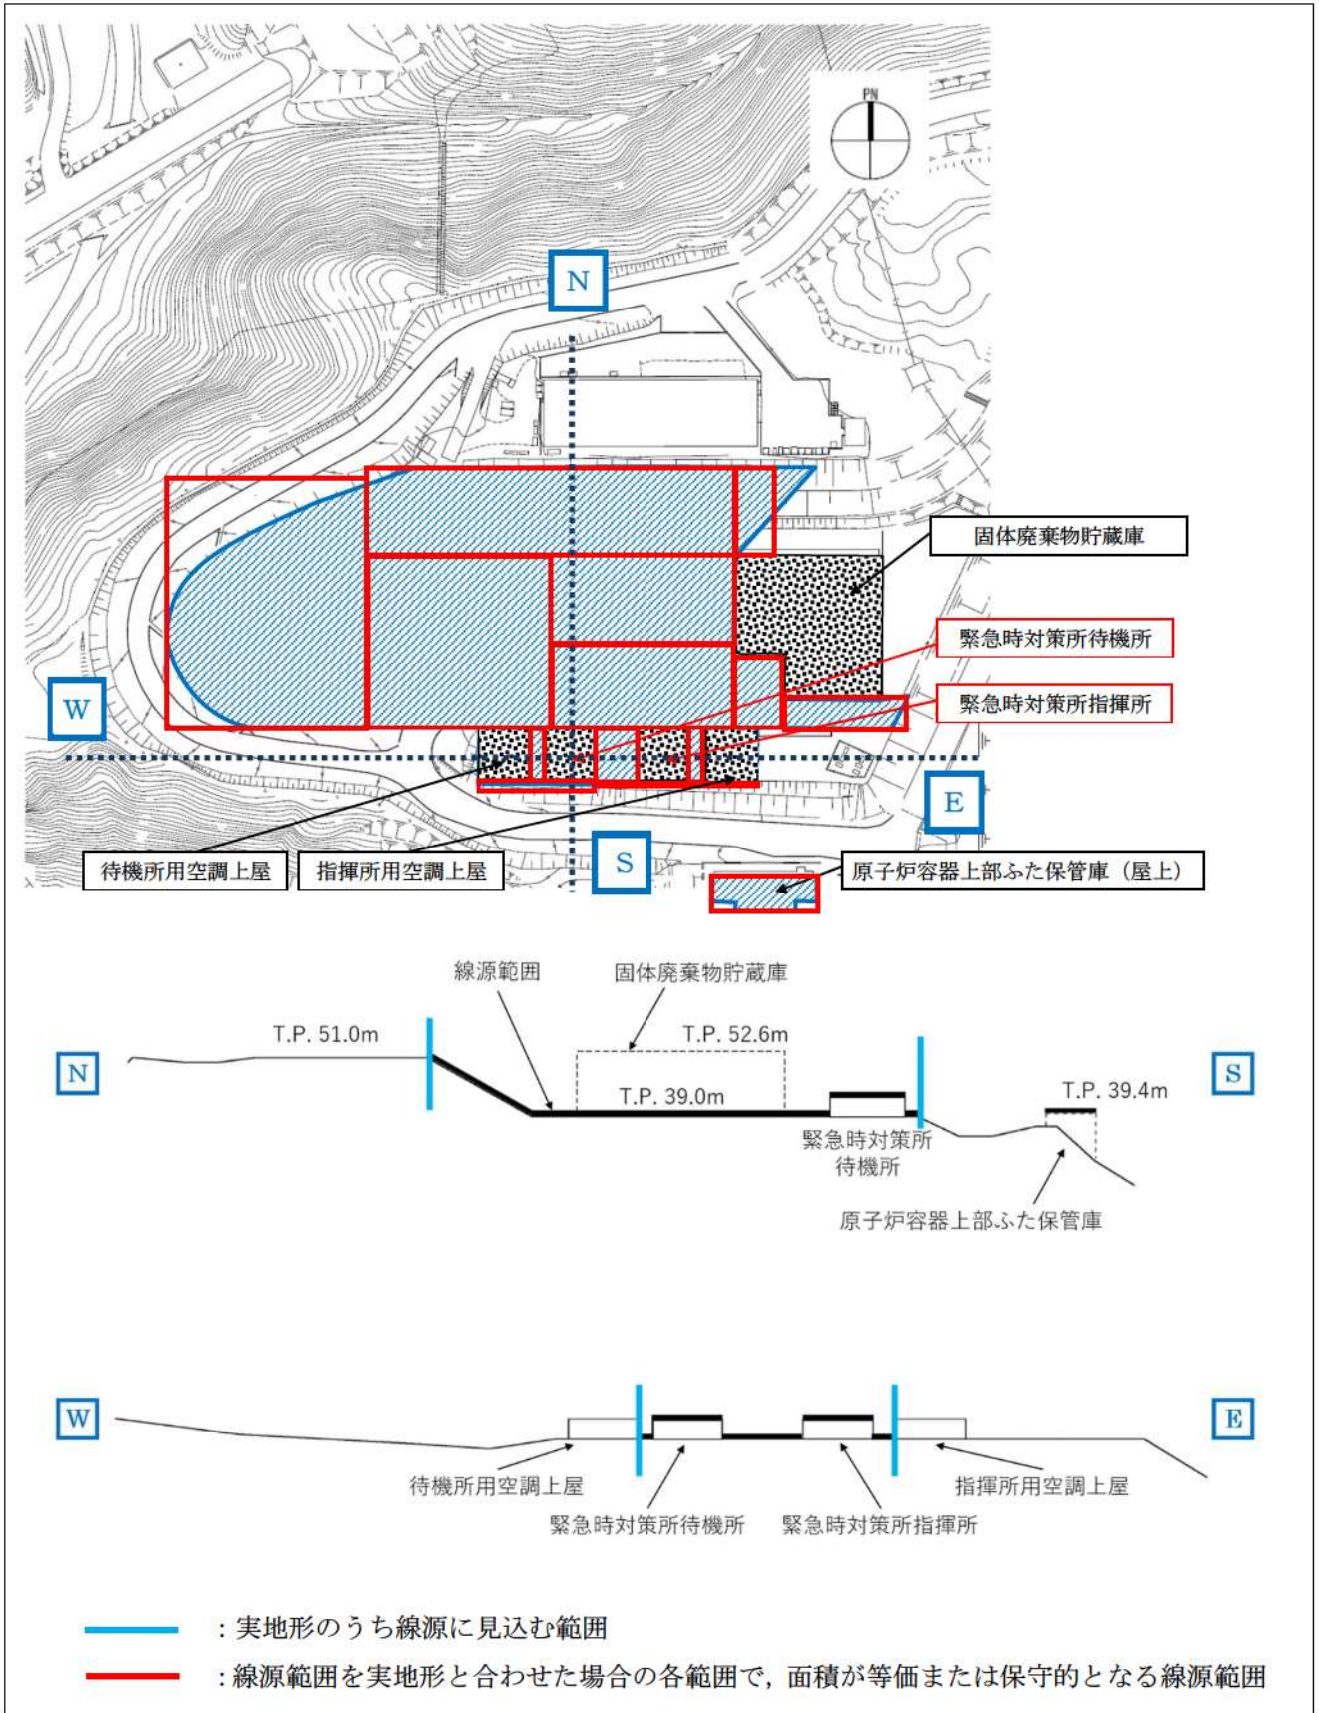 PN
N
固体廃棄物貯蔵庫
緊急時対策所待機所
W
緊急時対策所指揮所
E
S
待機所用空調上屋
指揮所用空調上屋
原子炉容器上部ふた保管庫（屋上）
線源範囲
固体廃棄物貯蔵庫
T.P. 51.0m
T.P. 52.6m
N
S
T.P. 39.0m
T.P. 39.4m
緊急時対策所
待機所
原子炉容器上部ふた保管庫
W
E
待機所用空調上屋
指揮所用空調上屋
緊急時対策所待機所
緊急時対策所指揮所
：実地形のうち線源に見込む範囲
：線源範囲を実地形と合わせた場合の各範囲で，面積が等価または保守的となる線源範囲